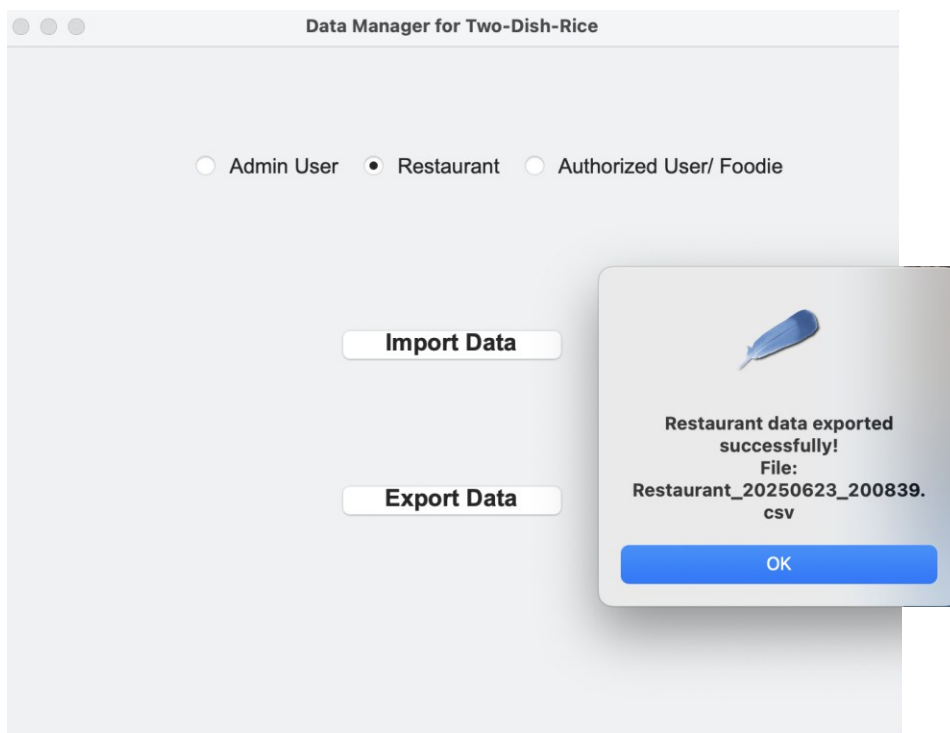 Data Manager for Two-Dish-Rice
Admin User Restaurant Authorized User/ Foodie
Import Data
Export Data
Restaurant data exported
successfully!
File:
Restaurant_20250623_200839.
csv
OK